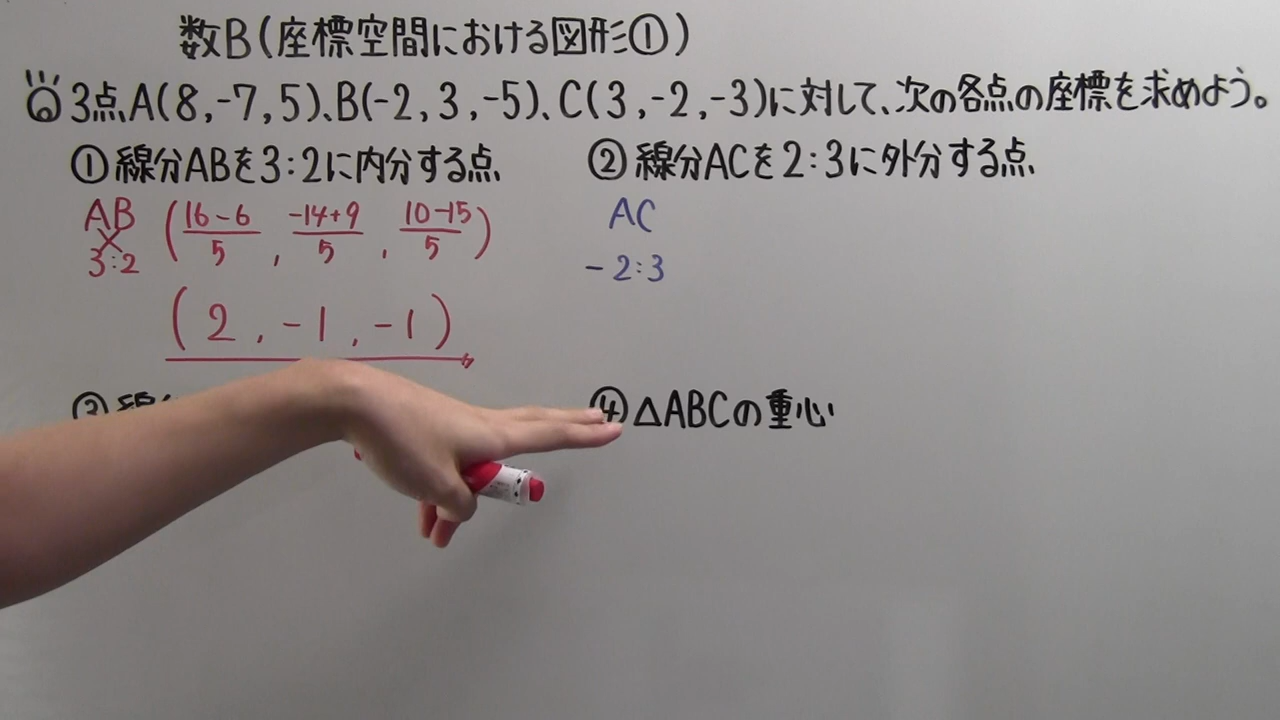 数B(座標空間における図形①)
Q 3点A(8,-7,5)、B(-2,3,-5)、C(3,-2,-3)に対して、次の各点の座標を求めよう。
①線分ABを3:2に内分する点
AB
3:2
(16-6/5, -14+9/5, 10-15/5)
(2, -1, -1)
②線分ACを2:3に外分する点
AC
-2:3
③線分
④△ABCの重心